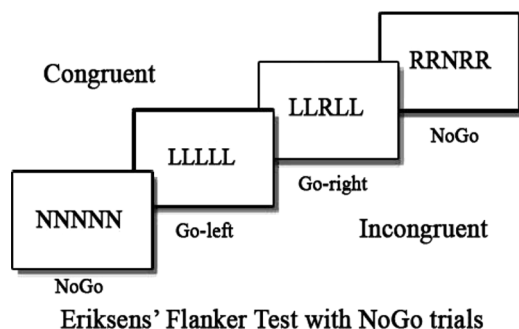 RRNRR
Congruent
LLRLL
NoGo
LLLLL
Go-right
NNNNN
Go-left
Incongruent
NoGo
Eriksens’ Flanker Test with NoGo trials